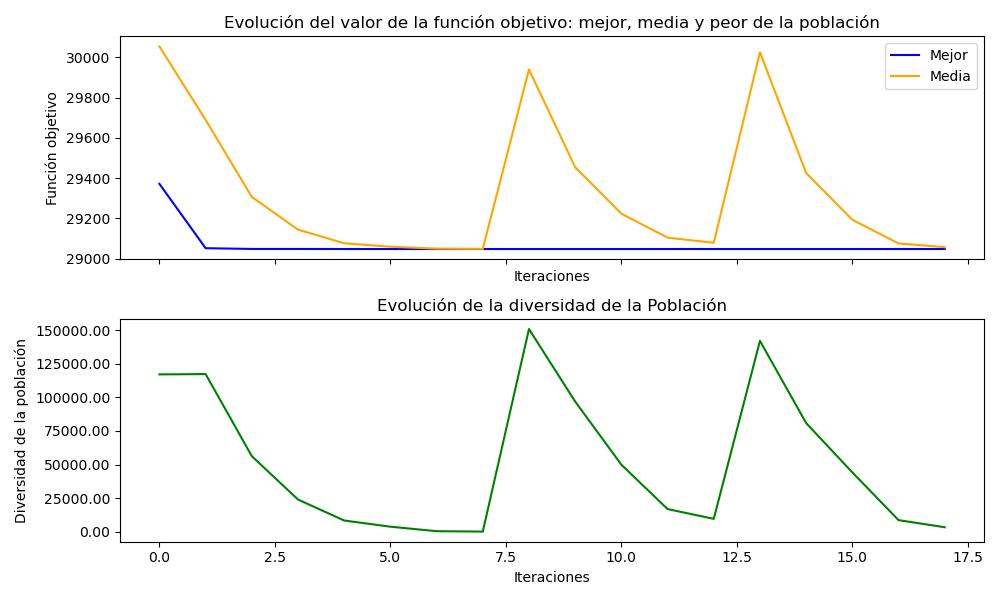 Evolución del valor de la función objetivo: mejor, media y peor de la población
30000
29800
29600
29400
29200
29000
Función objetivo
Mejor
Media
Iteraciones
Evolución de la diversidad de la Población
150000.00
125000.00
100000.00
75000.00
50000.00
25000.00
0.00
Diversidad de la población
0.0 2.5 5.0 7.5 10.0 12.5 15.0 17.5
Iteraciones